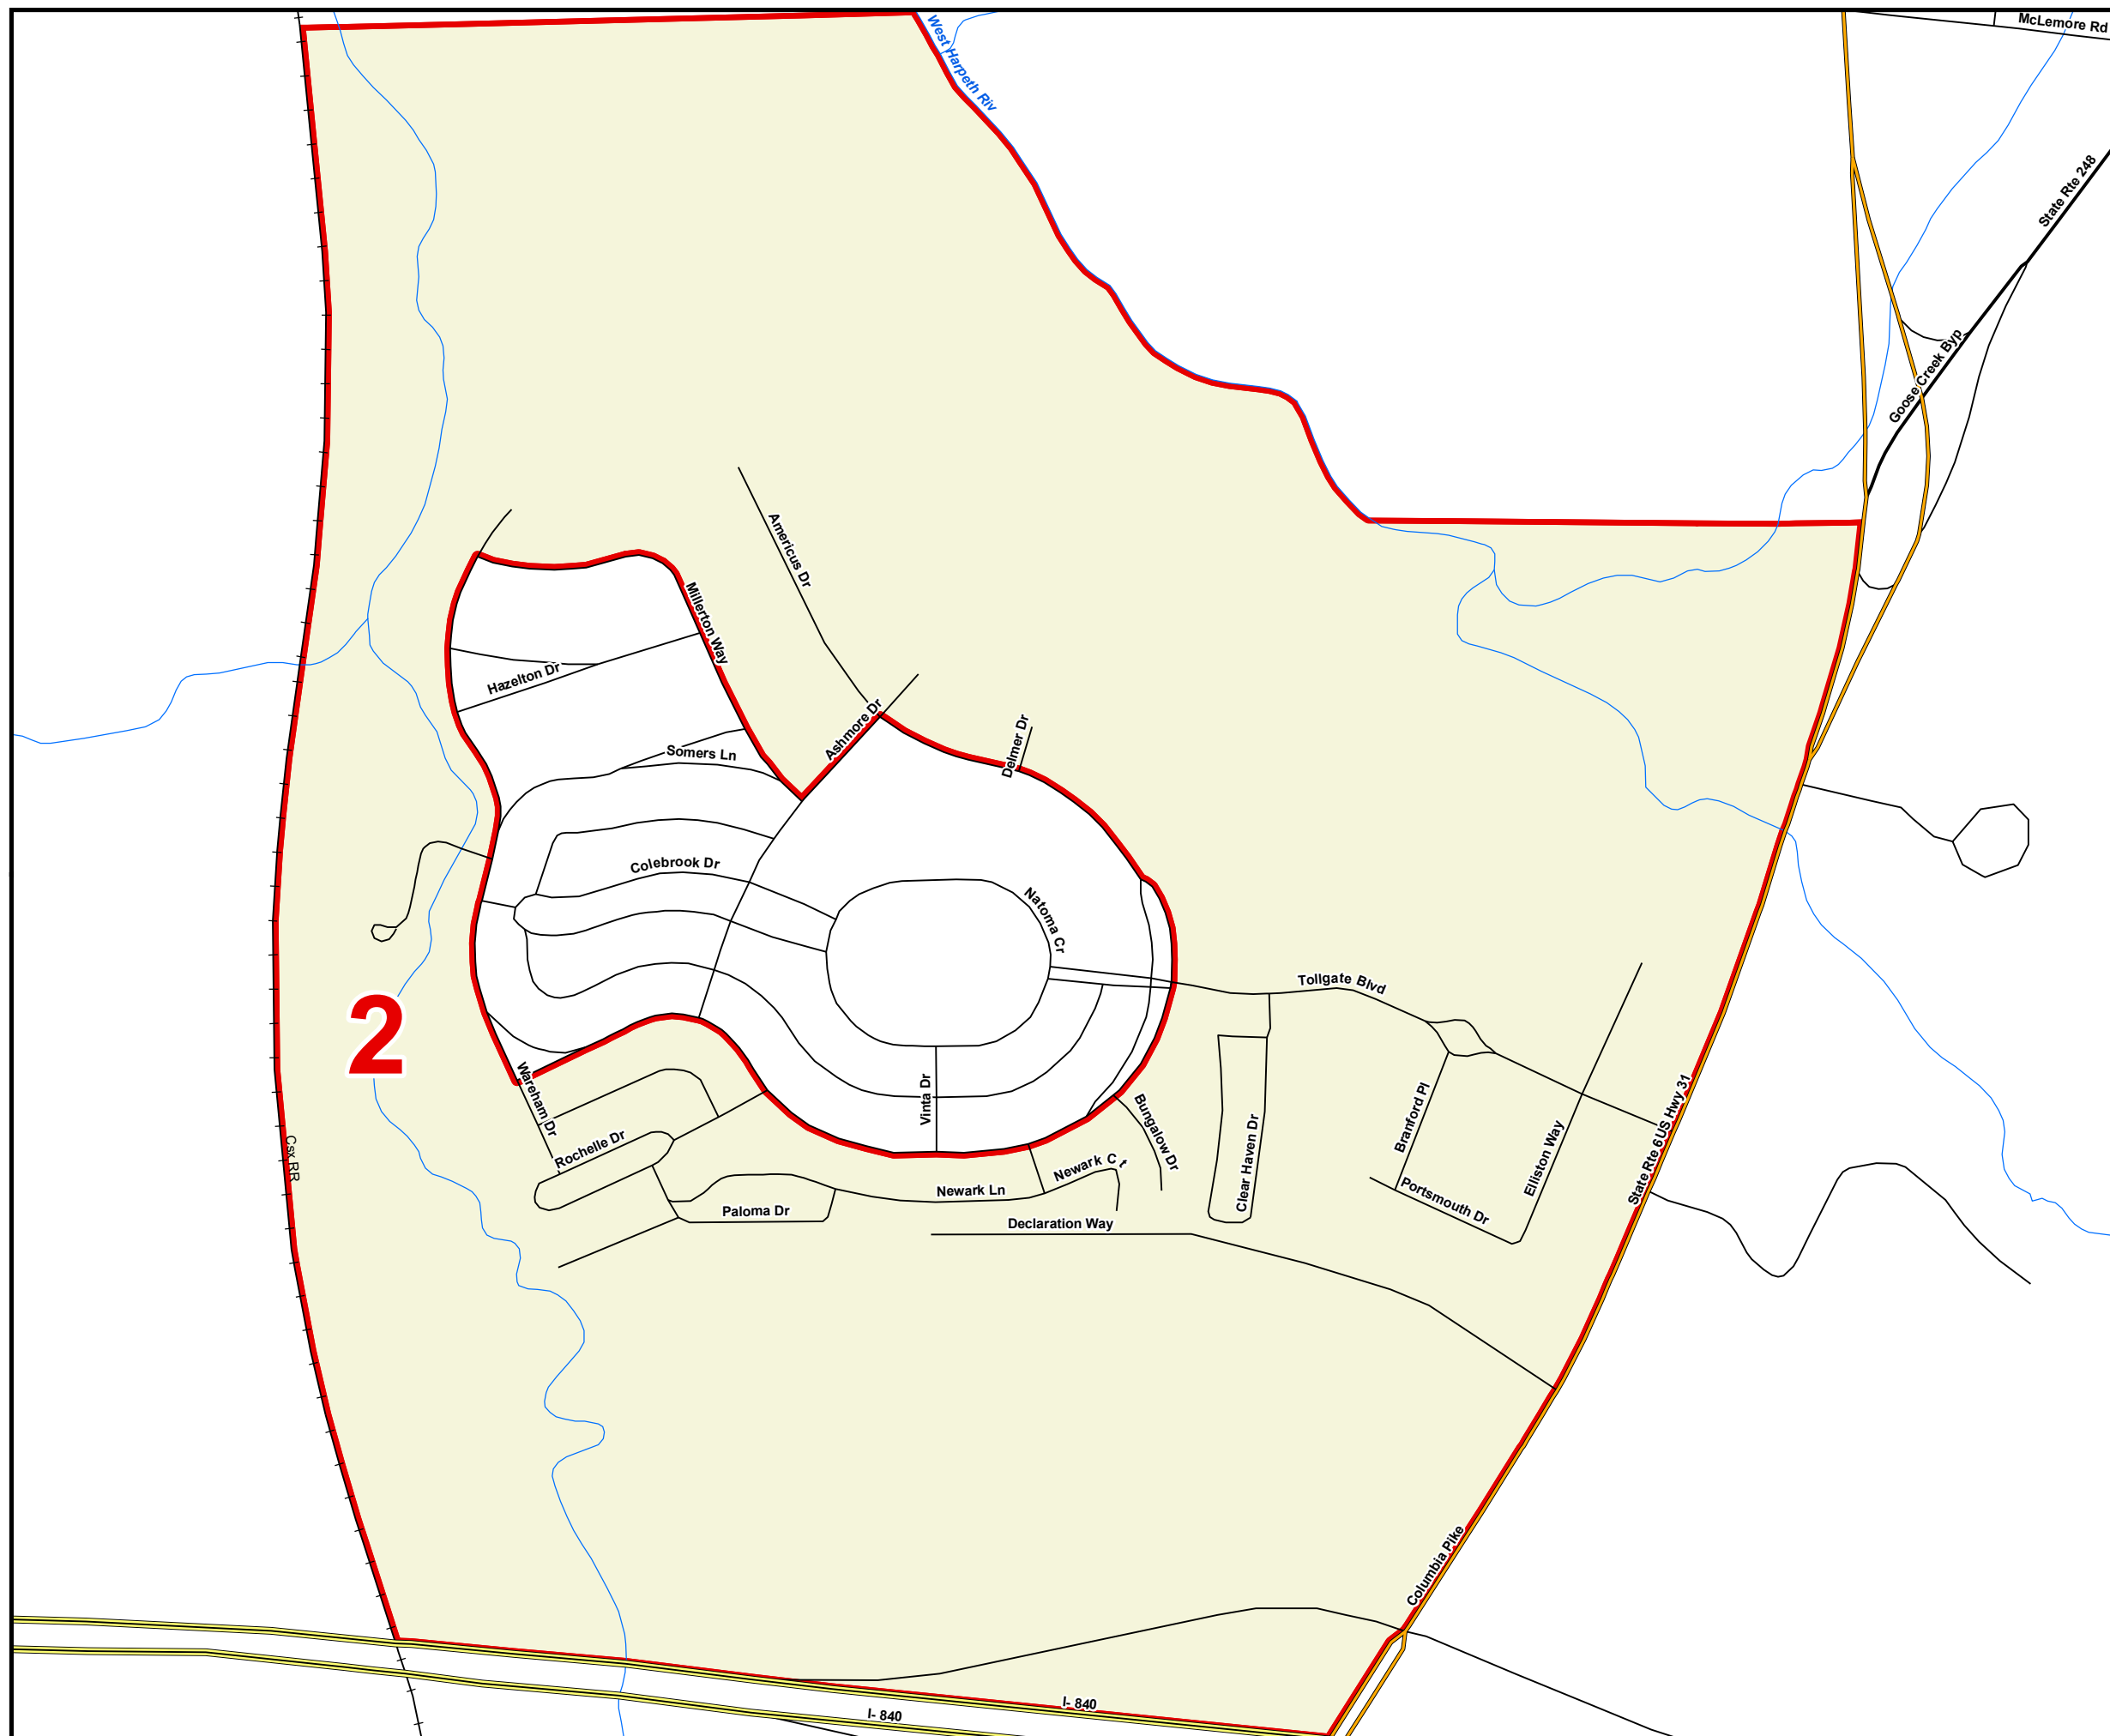 McLemore Rd
West Harpeth Riv
State Rte 248
Goose Creek Byp
Americus Dr
Millerton Way
Hazelton Dr
Ashmore Dr
Delmer Dr
Somers Ln
Colebrook Dr
Natoma Cr
Tollgate Blvd
2
Wareham Dr
Vinta Dr
Bungalow Dr
Branford Pl
State Rte 6
US Hwy 31
Rochelle Dr
Clear Haven Dr
Elliston Way
Csx RR
Newark Ct
Newark Ln
Portsmouth Dr
Paloma Dr
Declaration Way
Columbia Pike
I- 840
I- 840